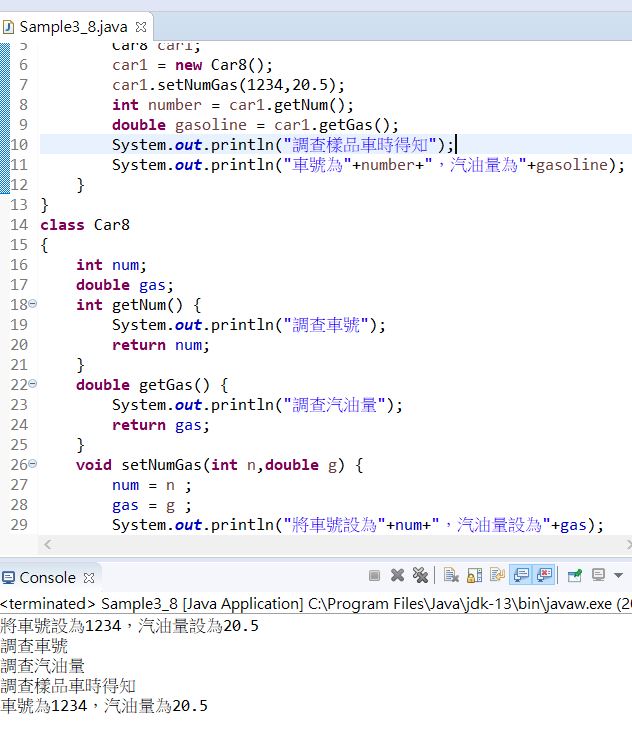 Sample3_8.java
5 Car8 car1;
6 car1 = new Car8();
7 car1.setNumGas(1234,20.5);
8 int number = car1.getNum();
9 double gasoline = car1.getGas();
10 System.out.println("調查樣品車時得知");
11 System.out.println("車號為"+number+"，汽油量為"+gasoline);
12 }
13 }
14 class Car8
15 {
16 int num;
17 double gas;
18 int getNum() {
19 System.out.println("調查車號");
20 return num;
21 }
22 double getGas() {
23 System.out.println("調查汽油量");
24 return gas;
25 }
26 void setNumGas(int n,double g) {
27 num = n ;
28 gas = g ;
29 System.out.println("將車號設為"+num+"，汽油量設為"+gas);
Console
<terminated> Sample3_8 [Java Application] C:\Program Files\Java\jdk-13\bin\javaw.exe (20
將車號設為1234，汽油量設為20.5
調查車號
調查汽油量
調查樣品車時得知
車號為1234，汽油量為20.5